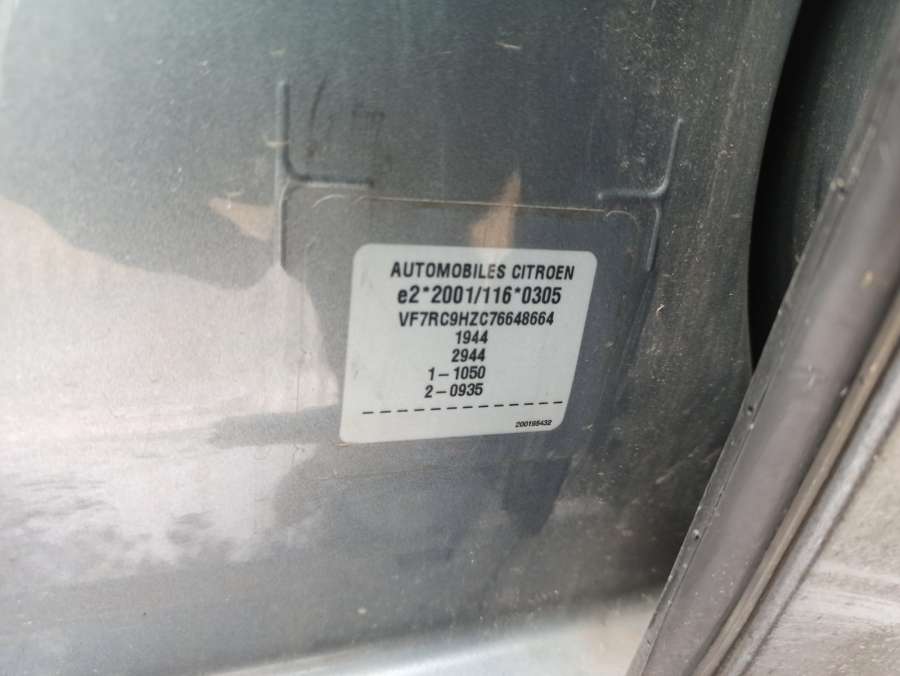 AUTOMOBILES CITROEN
e2*2001/116*0305
VF7RC9HZC76648664
1944
2944
1-1050
2-0935
200195432